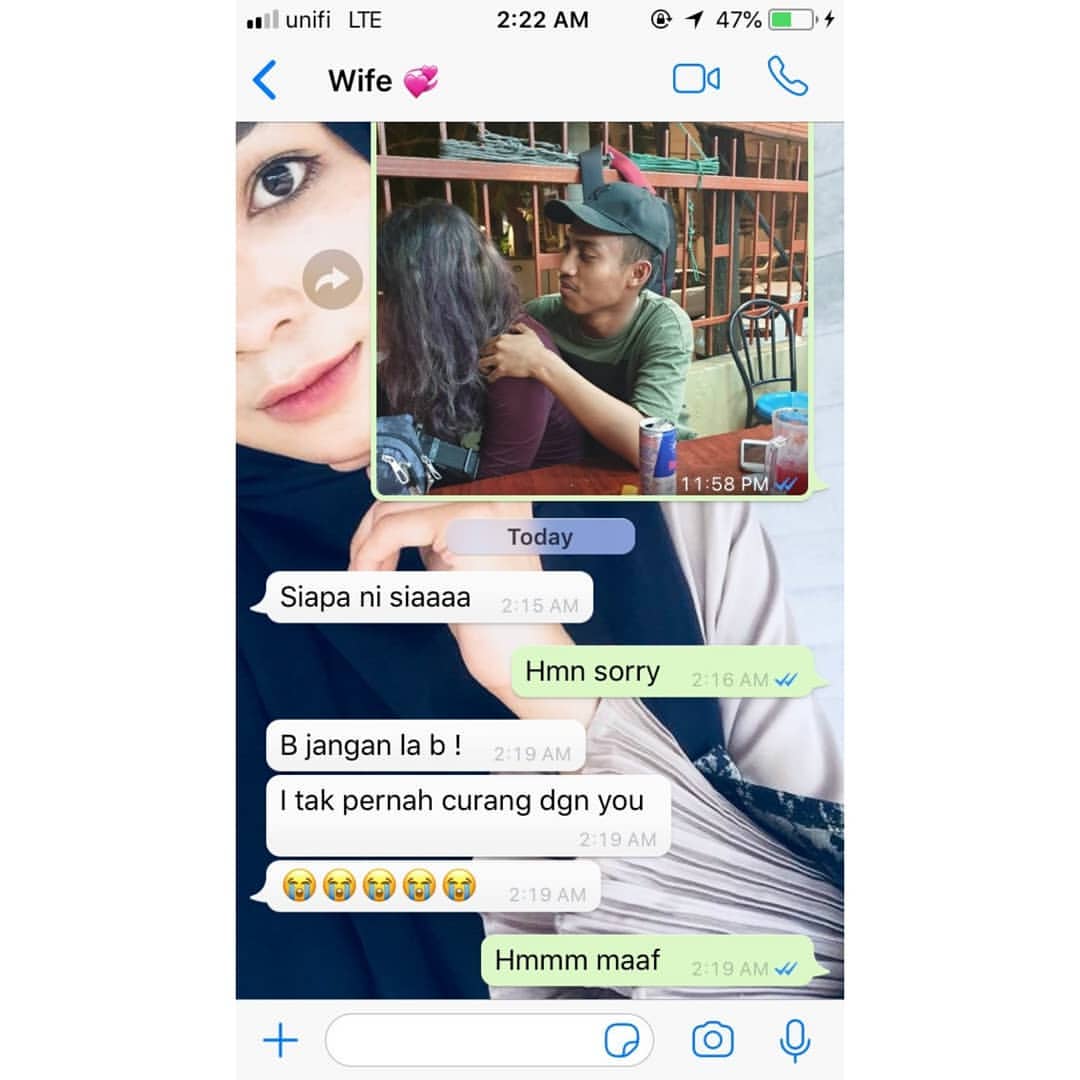 unifi LTE 2:22 AM 47%
Wife 💞
11:58 PM
Today
Siapa ni siaaaa 2:15 AM
Hmn sorry 2:16 AM
B jangan la b ! 2:19 AM
I tak pernah curang dgn you
2:19 AM
😭😭😭😭😭 2:19 AM
Hmmm maaf 2:19 AM